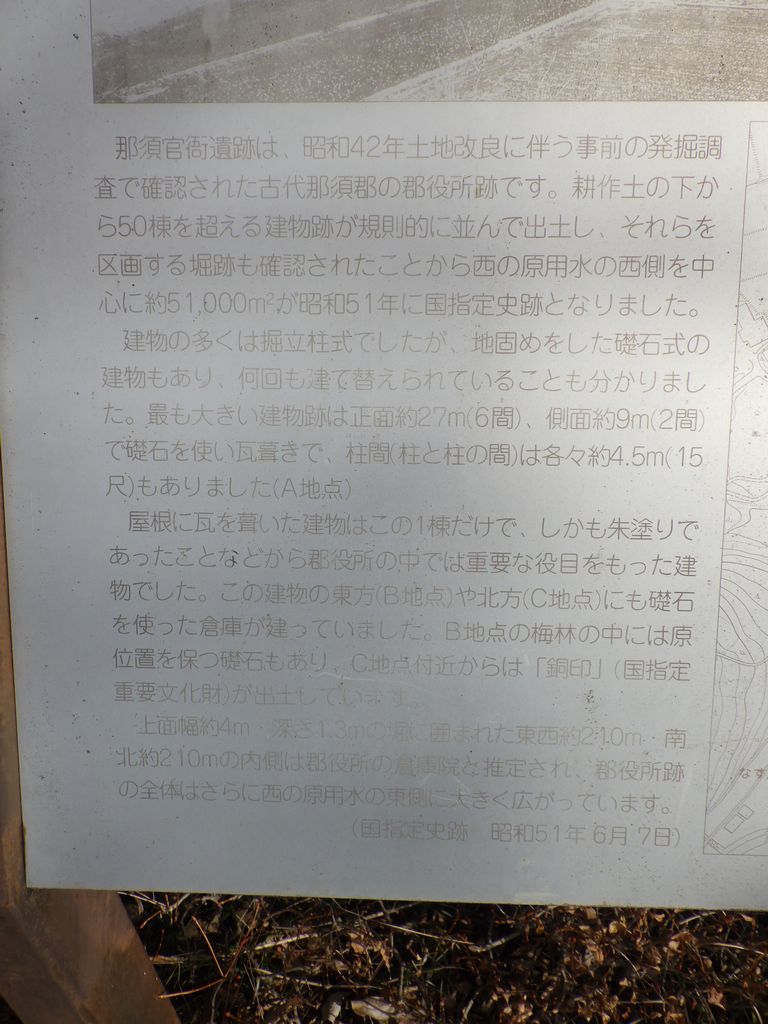 那須官衙遺跡は、昭和42年土地改良に伴う事前の発掘調
査で確認された古代那須郡の郡役所跡です。耕作土の下か
ら50棟を超える建物跡が規則的に並んで出土し、それらを
区画する堀跡も確認されたことから西の原用水の西側を中
心に約51,000m²が昭和51年に国指定史跡となりました。
建物の多くは掘立柱式でしたが、地固めをした礎石式の
建物もあり、何回も建て替えられていることも分かりまし
た。最も大きい建物跡は正面約27m(6間)、側面約9m(2間)
で礎石を使い瓦葺きで、柱間(柱と柱の間)は各々約4.5m(15
尺)もありました(A地点)
屋根に瓦を葺いた建物はこの1棟だけで、しかも朱塗りで
あったことなどから郡役所の中では重要な役目をもった建
物でした。この建物の東方(B地点)や北方(C地点)にも礎石
を使った倉庫が建っていました。B地点の梅林の中には原
位置を保つ礎石もあり、C地点付近からは「銅印」(国指定
重要文化財)が出土しています。
上面幅約4m・深さ1.3mの堀に囲まれた東西約210m・南
北約210mの内側は郡役所の倉庫院と推定され、郡役所跡
の全体はさらに西の原用水の東側に大きく広がっています。
(国指定史跡　昭和51年6月7日)
なす